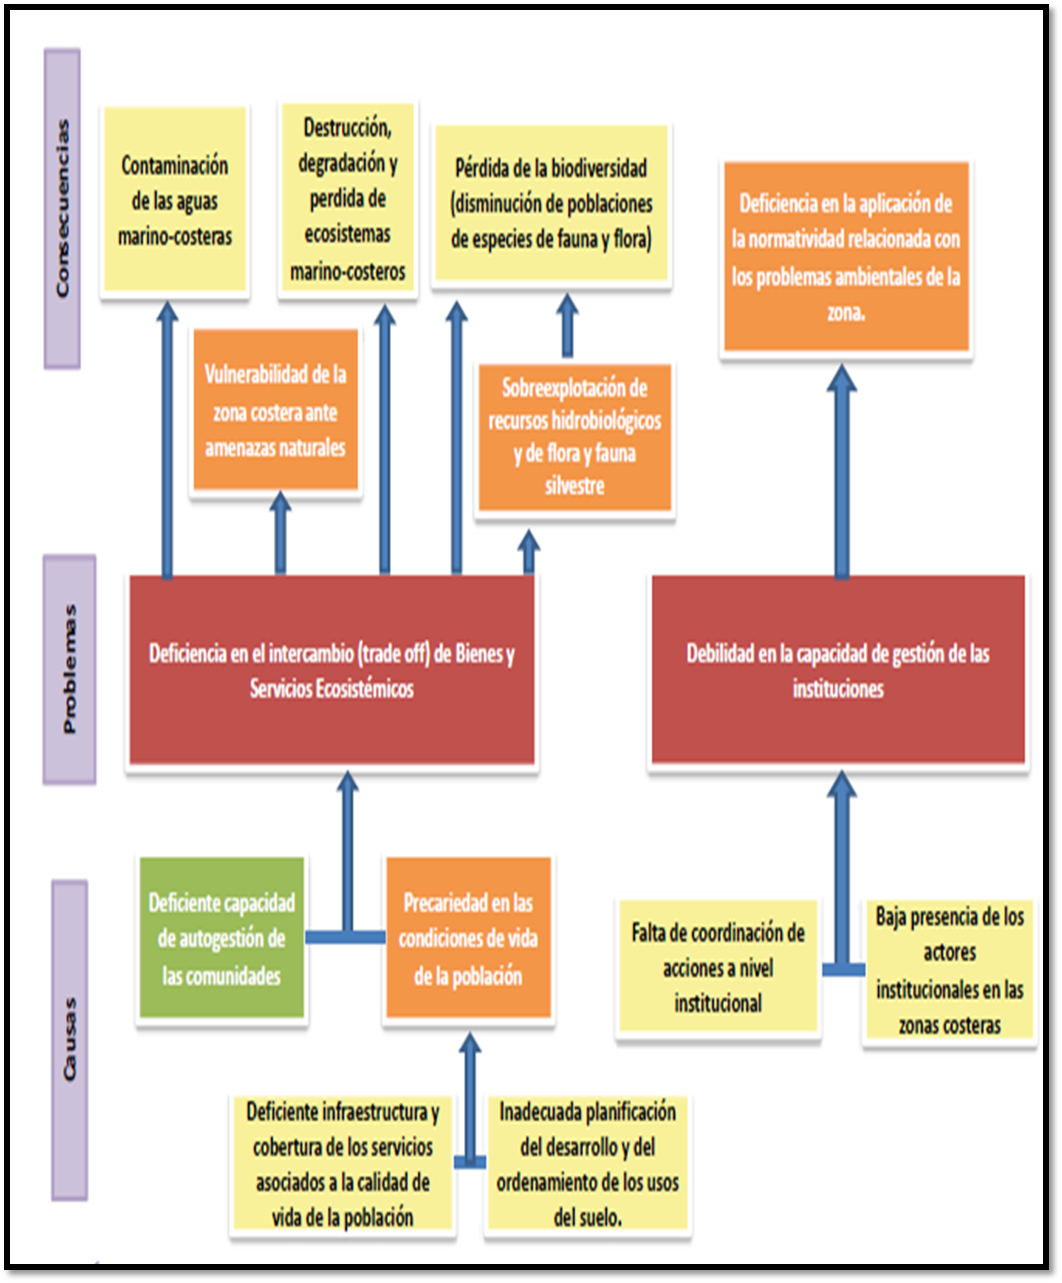 Consecuencias
Contaminación
de las aguas
marino-costeras
Destrucción,
degradación y
perdida de
ecosistemas
marino-costeros
Pérdida de la biodiversidad
(disminución de poblaciones
de especies de fauna y flora)
Deficiencia en la aplicación de
la normatividad relacionada con
los problemas ambientales de la
zona.
Vulnerabilidad de la
zona costera ante
amenazas naturales
Sobreexplotación de
recursos hidrobiológicos
y de flora y fauna
silvestre
Problemas
Deficiencia en el intercambio (trade off) de Bienes y
Servicios Ecosistémicos
Debilidad en la capacidad de gestión de las
instituciones
Causas
Deficiente capacidad
de autogestión de
las comunidades
Precariedad en las
condiciones de vida
de la población
Falta de coordinación de
acciones a nivel
institucional
Baja presencia de los
actores
institucionales en las
zonas costeras
Deficiente infraestructura y
cobertura de los servicios
asociados a la calidad de
vida de la población
Inadecuada planificación
del desarrollo y del
ordenamiento de los usos
del suelo.